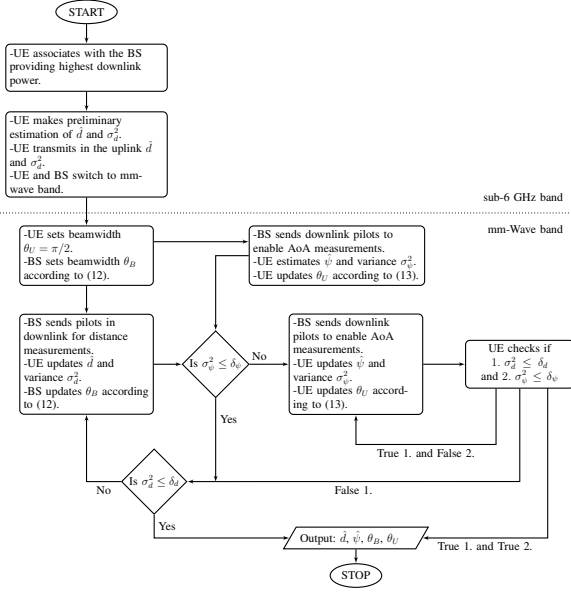 START
-UE associates with the BS
providing highest downlink
power.
-UE makes preliminary
estimation of d̂ and σ²_d.
-UE transmits in the uplink d̂
and σ²_d.
-UE and BS switch to mm-
wave band.
sub-6 GHz band
mm-Wave band
-UE sets beamwidth
θ_U = π/2.
-BS sets beamwidth θ_B
according to (12).
-BS sends downlink pilots to
enable AoA measurements.
-UE estimates ψ̂ and variance σ²_ψ.
-UE updates θ_U according to (13).
-BS sends pilots in
downlink for distance
measurements.
-UE updates d̂ and
variance σ²_d.
-BS updates θ_B according
to (12).
Is σ²_ψ ≤ δ_ψ
No
Yes
-BS sends downlink
pilots to enable AoA
measurements.
-UE updates ψ̂ and
variance σ²_ψ.
-UE updates θ_U accord-
ing to (13).
UE checks if
1. σ²_d ≤ δ_d
and 2. σ²_ψ ≤ δ_ψ
True 1. and False 2.
False 1.
Is σ²_d ≤ δ_d
No
Yes
True 1. and True 2.
Output: d̂, ψ̂, θ_B, θ_U
STOP